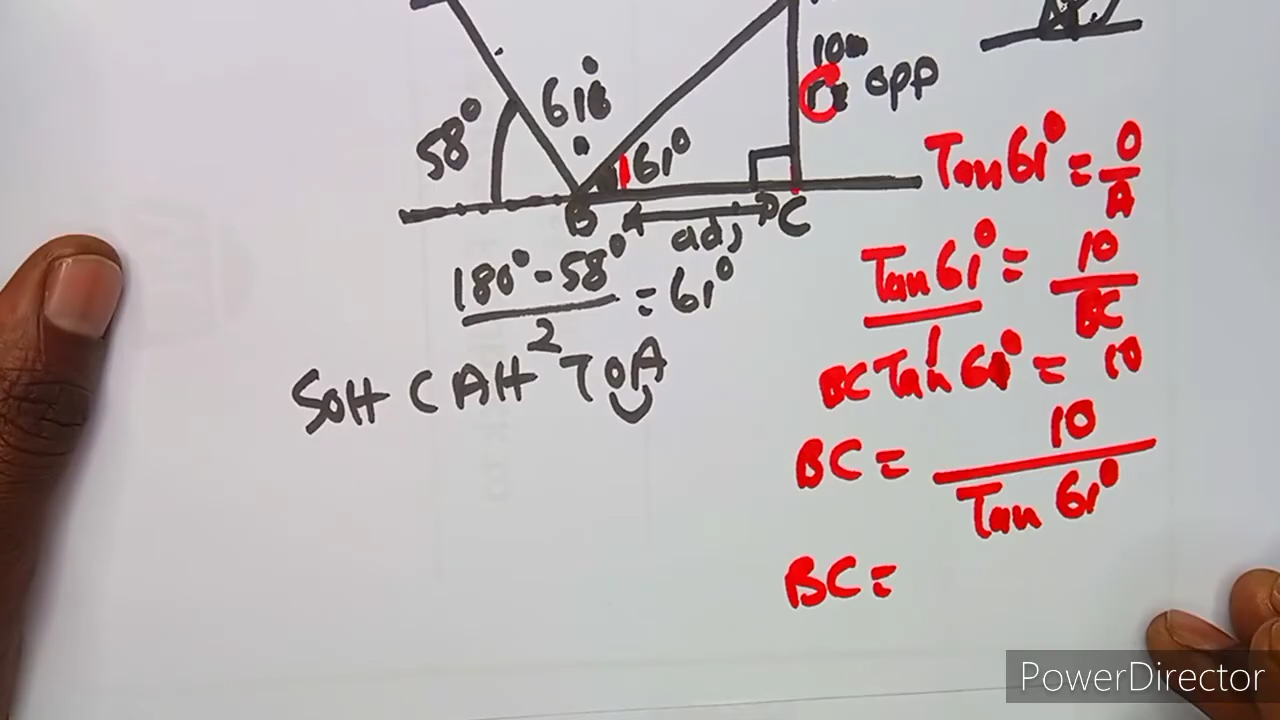 10m
opp
61°
58°
61°
B
adj
C
180° - 58° = 61°
2
SOH CAH TOA
Tan 61° = O
A
Tan 61° = 10
1 BC
BC Tan 61° = 10
BC = 10
Tan 61°
BC =
PowerDirector